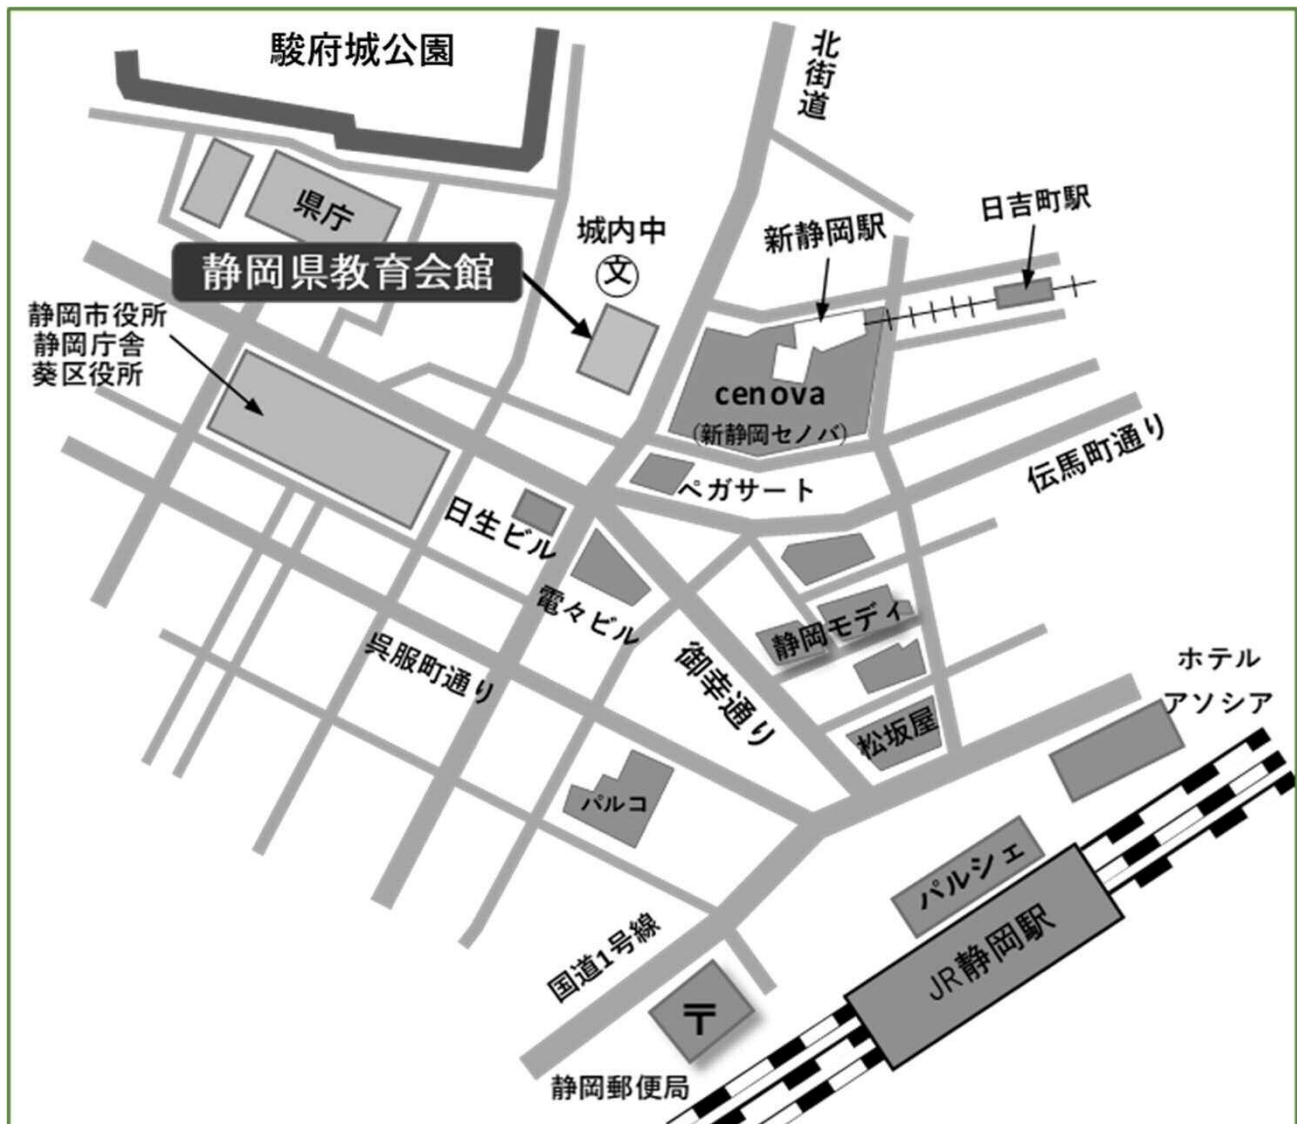 駿府城公園
北街道
県庁
城内中
文
新静岡駅
日吉町駅
静岡県教育会館
静岡市役所
静岡庁舎
葵区役所
cenova
(新静岡セノバ)
伝馬町通り
ペガサート
日生ビル
電々ビル
静岡モディ
呉服町通り
御幸通り
松坂屋
ホテル
アソシア
パルコ
パルシェ
JR静岡駅
国道1号線
〒
静岡郵便局